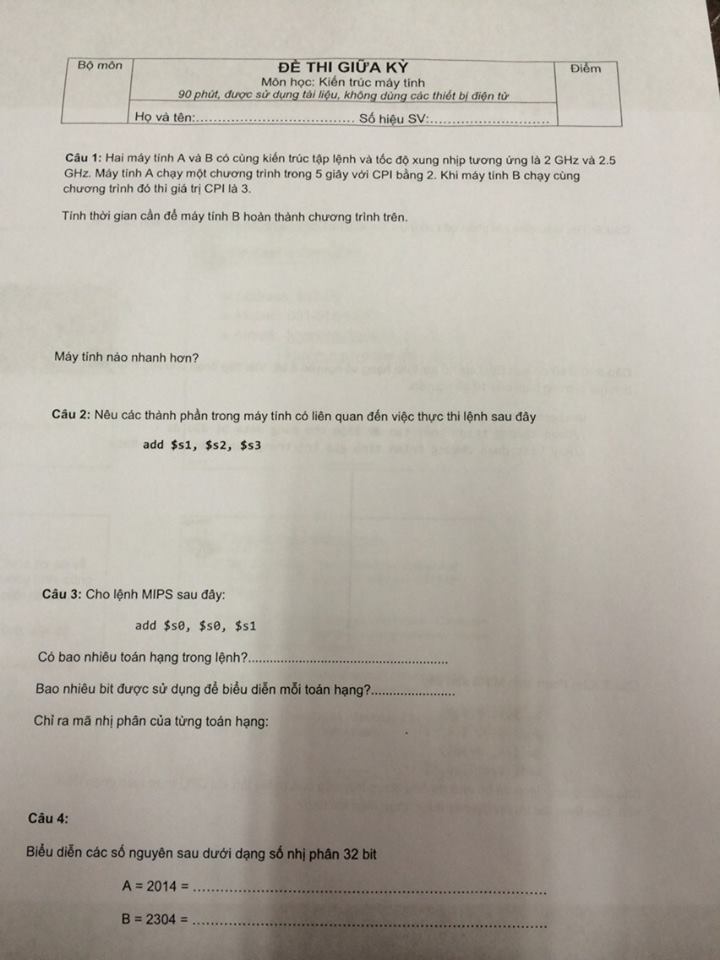 Bộ môn
ĐỀ THI GIỮA KỲ
Điểm
Môn học: Kiến trúc máy tính
90 phút, được sử dụng tài liệu, không dùng các thiết bị điện tử
Họ và tên:.................................. Số hiệu SV:..........................
Câu 1: Hai máy tính A và B có cùng kiến trúc tập lệnh và tốc độ xung nhịp tương ứng là 2 GHz và 2.5
GHz. Máy tính A chạy một chương trình trong 5 giây với CPI bằng 2. Khi máy tính B chạy cùng
chương trình đó thì giá trị CPI là 3.
Tính thời gian cần để máy tính B hoàn thành chương trình trên.
Máy tính nào nhanh hơn?
Câu 2: Nêu các thành phần trong máy tính có liên quan đến việc thực thi lệnh sau đây
add $s1, $s2, $s3
Câu 3: Cho lệnh MIPS sau đây:
add $s0, $s0, $s1
Có bao nhiêu toán hạng trong lệnh?..................................................
Bao nhiêu bit được sử dụng để biểu diễn mỗi toán hạng?.....................
Chỉ ra mã nhị phân của từng toán hạng:
Câu 4:
Biểu diễn các số nguyên sau dưới dạng số nhị phân 32 bit
A = 2014 = ................................................................................
B = 2304 = ................................................................................